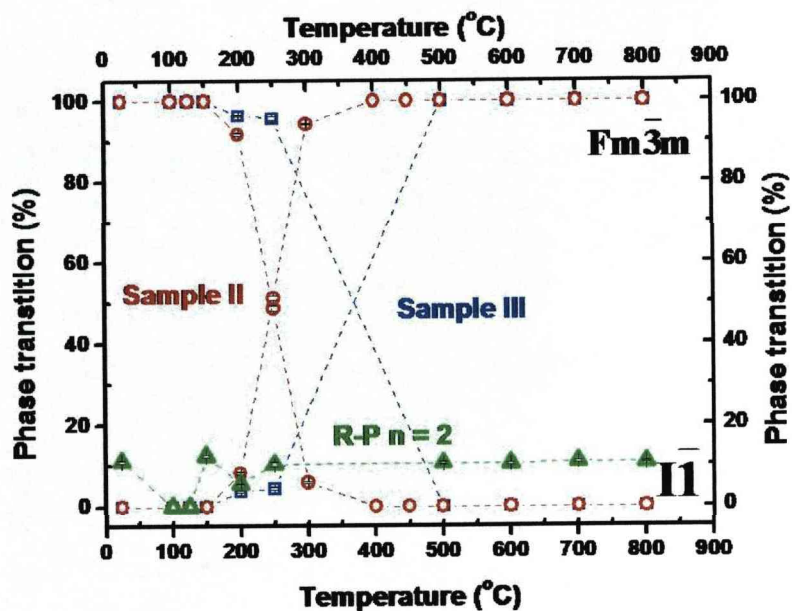 Temperature (°C)
0 100 200 300 400 500 600 700 800 900
100 100
Fm3̅m
80 80
Phase transtition (%)
Phase transtition (%)
60 60
Sample II
Sample III
40 40
20 20
R-P n = 2
I1̅
0 0
0 100 200 300 400 500 600 700 800 900
Temperature (°C)